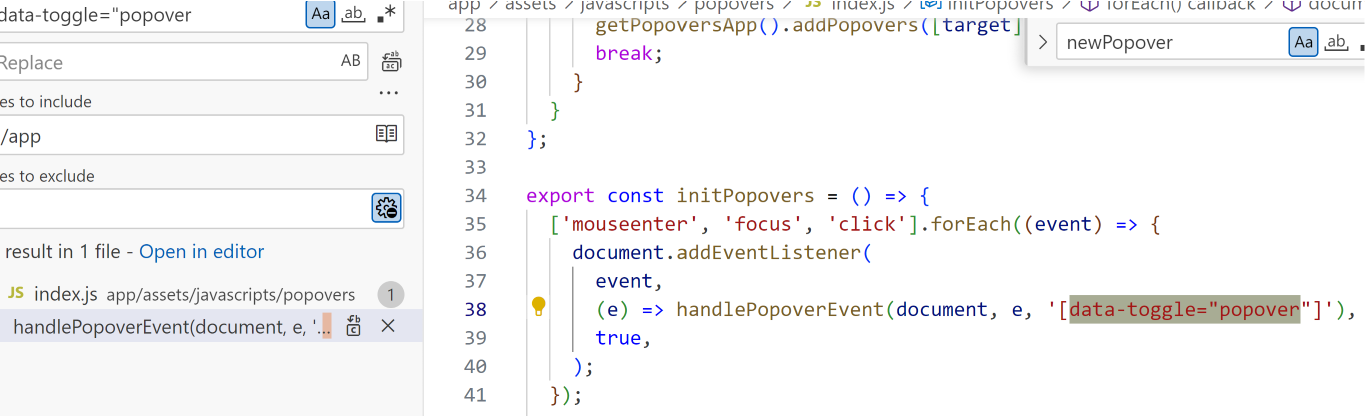 data-toggle="popover
Aa
ab
.*
Replace
AB
es to include
/app
es to exclude
result in 1 file - Open in editor
JS index.js app/assets/javascripts/popovers 1
handlePopoverEvent(document, e, '...
app > assets > javascripts > popovers > JS index.js > initPopovers > forEach() callback > docum
newPopover
Aa
ab
28 getPopoversApp().addPopovers([target]
29 break;
30 }
31 }
32 };
33
34 export const initPopovers = () => {
35 ['mouseenter', 'focus', 'click'].forEach((event) => {
36 document.addEventListener(
37 event,
38 (e) => handlePopoverEvent(document, e, '[data-toggle="popover"]'),
39 true,
40 );
41 });